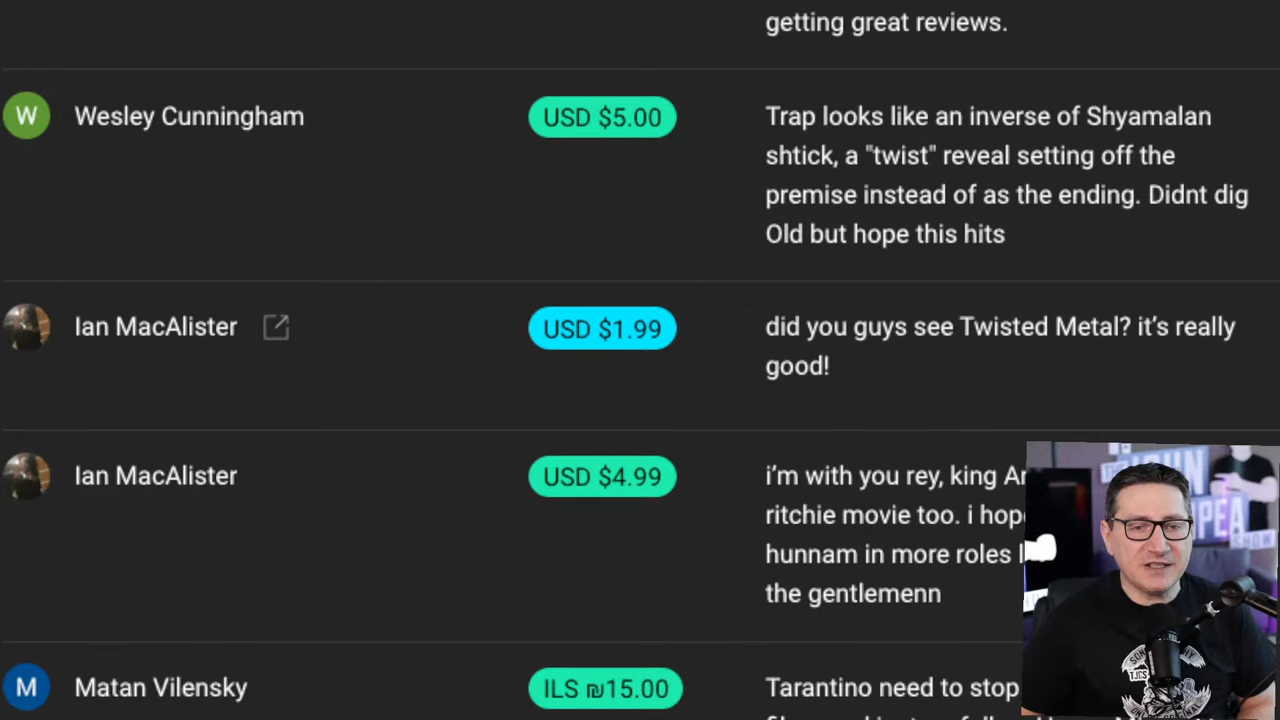 getting great reviews.
W
Wesley Cunningham
USD $5.00
Trap looks like an inverse of Shyamalan
shtick, a "twist" reveal setting off the
premise instead of as the ending. Didnt dig
Old but hope this hits
Ian MacAlister
USD $1.99
did you guys see Twisted Metal? it’s really
good!
Ian MacAlister
USD $4.99
i’m with you rey, king
ritchie movie too. i
hunnam in more roles
the gentlemenn
M
Matan Vilensky
ILS ₪15.00
Tarantino need to stop
TJCS